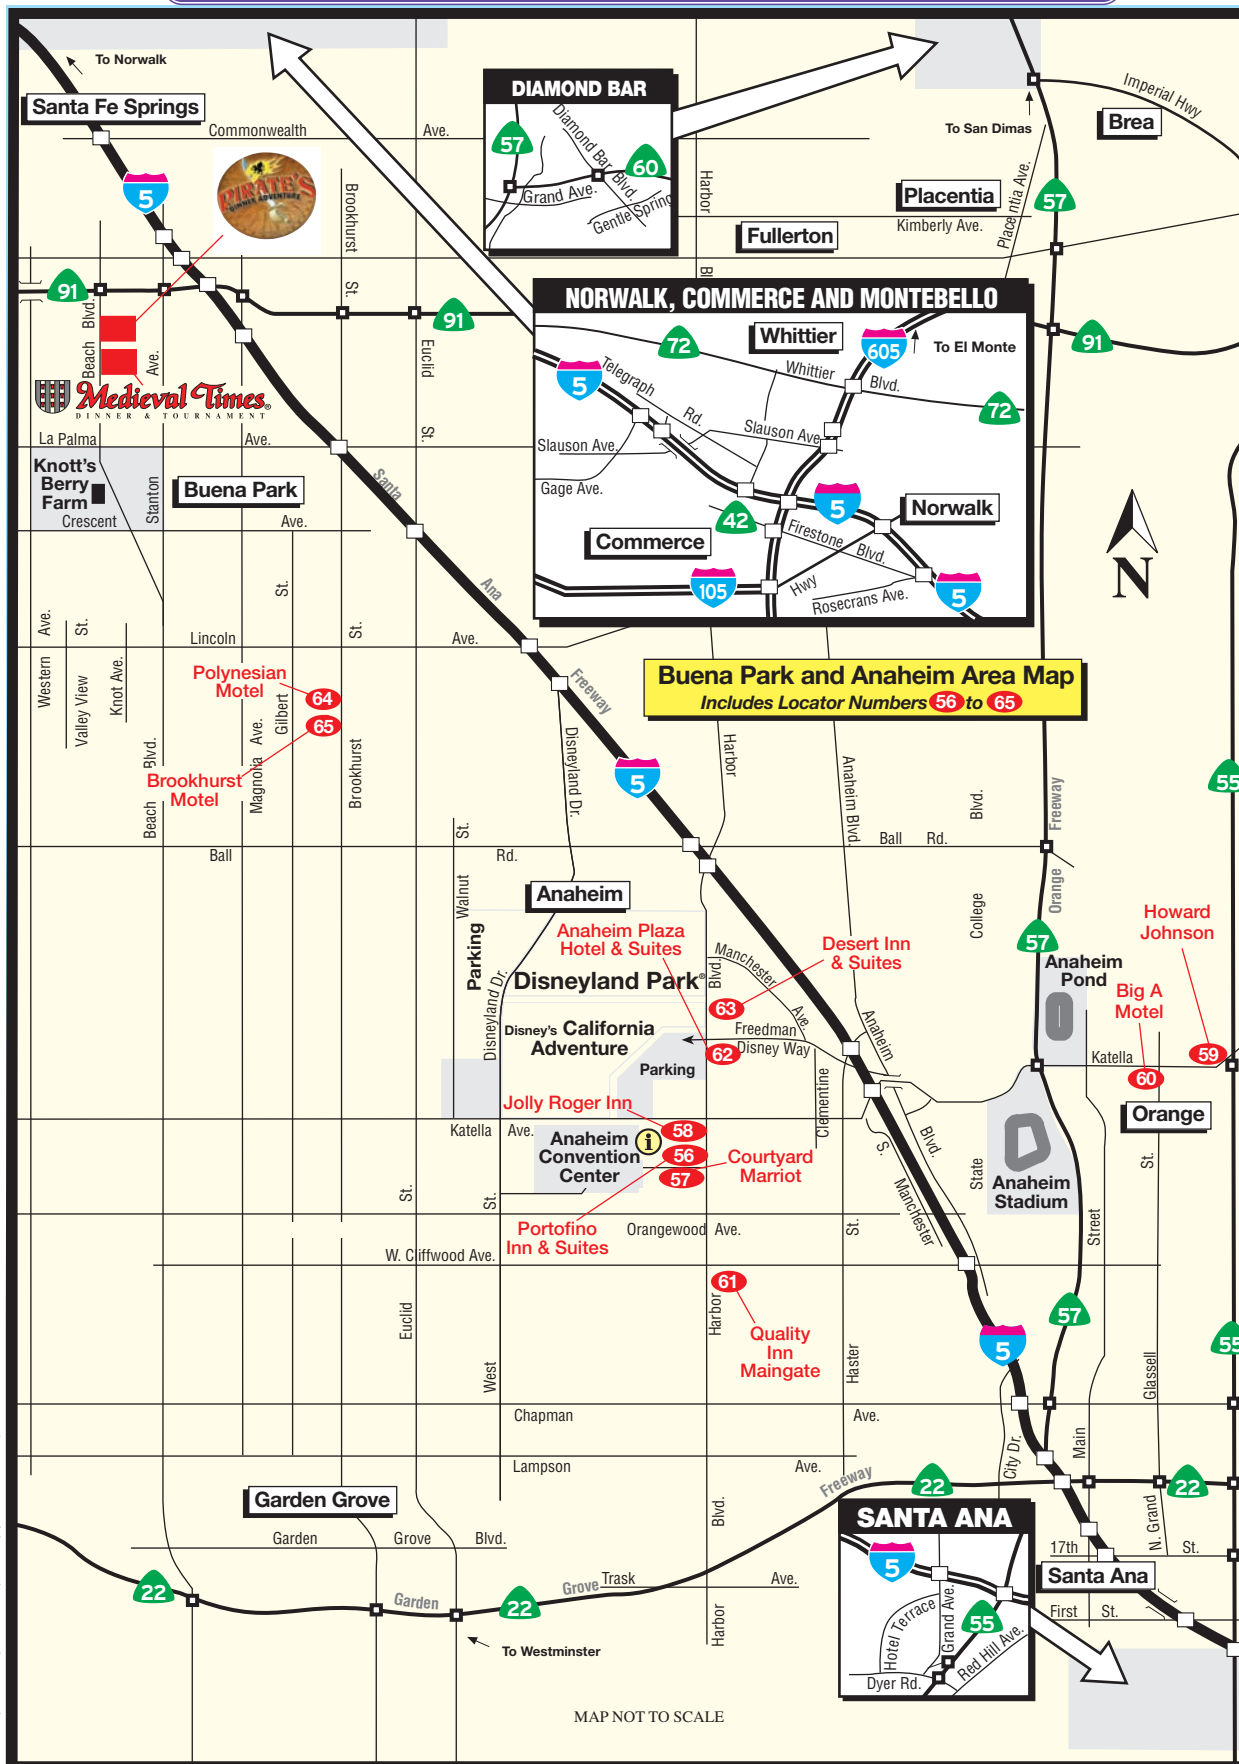 To Norwalk
Santa Fe Springs
Commonwealth
Ave.
5
PIRATE'S
DINNER ADVENTURE
Brookhurst
St.
DIAMOND BAR
57
60
Diamond Bar
Blvd.
Grand Ave.
Gentle Spring
Harbor
Bl
Imperial Hwy
To San Dimas
Brea
Placentia
Kimberly Ave.
Placentia Ave.
57
Fullerton
91
91
91
Beach Blvd.
Ave.
Euclid
St.
Medieval Times®
DINNER & TOURNAMENT
NORWALK, COMMERCE AND MONTEBELLO
72
Whittier
605
To El Monte
5
Telegraph
Rd.
Whittier
Blvd.
72
Slauson Ave.
Slauson Ave.
Gage Ave.
5
42
Norwalk
Commerce
Firestone
Blvd.
105
Hwy
Rosecrans Ave.
5
La Palma
Ave.
Knott's
Berry
Farm
Stanton
Buena Park
Crescent
Ave.
Santa
Ana
Freeway
N
St.
Western
Ave.
Valley View
St.
Knot Ave.
Lincoln
Ave.
St.
Polynesian
Motel
64
65
Gilbert
Brookhurst
Motel
Beach
Blvd.
Magnolia
Ave.
Brookhurst
Disneyland Dr.
Buena Park and Anaheim Area Map
Includes Locator Numbers 56 to 65
5
Harbor
Anaheim Blvd.
College
Blvd.
Orange
Freeway
55
Ball
Rd.
Ball
Rd.
Walnut
St.
Anaheim
Parking
Anaheim Plaza
Hotel & Suites
Desert Inn
& Suites
Howard
Johnson
57
Anaheim
Pond
Big A
Motel
Disneyland Dr.
Disneyland Park®
Blvd.
Manchester
Ave.
63
Disney's California
Adventure
Freedman
Disney Way
62
Parking
Anaheim
Clementine
Katella
59
60
Orange
Jolly Roger Inn
58
Katella
Ave.
Anaheim
Convention
Center
i
56
57
Courtyard
Marriot
S.
Manchester
Blvd.
State
Anaheim
Stadium
St.
Street
St.
St.
Portofino
Inn & Suites
Orangewood
Ave.
St.
W. Cliffwood Ave.
61
Harbor
Quality
Inn
Maingate
Euclid
West
Haster
5
57
55
Glassell
Chapman
Ave.
City Dr.
Main
Lampson
Ave.
Freeway
22
22
Garden Grove
Blvd.
N. Grand
Garden
Grove
Blvd.
SANTA ANA
5
Hotel Terrace
Grand Ave.
55
Dyer Rd.
Red Hill Ave.
17th
St.
Santa Ana
First
St.
22
Garden
22
Grove
Trask
Ave.
Harbor
To Westminster
MAP NOT TO SCALE